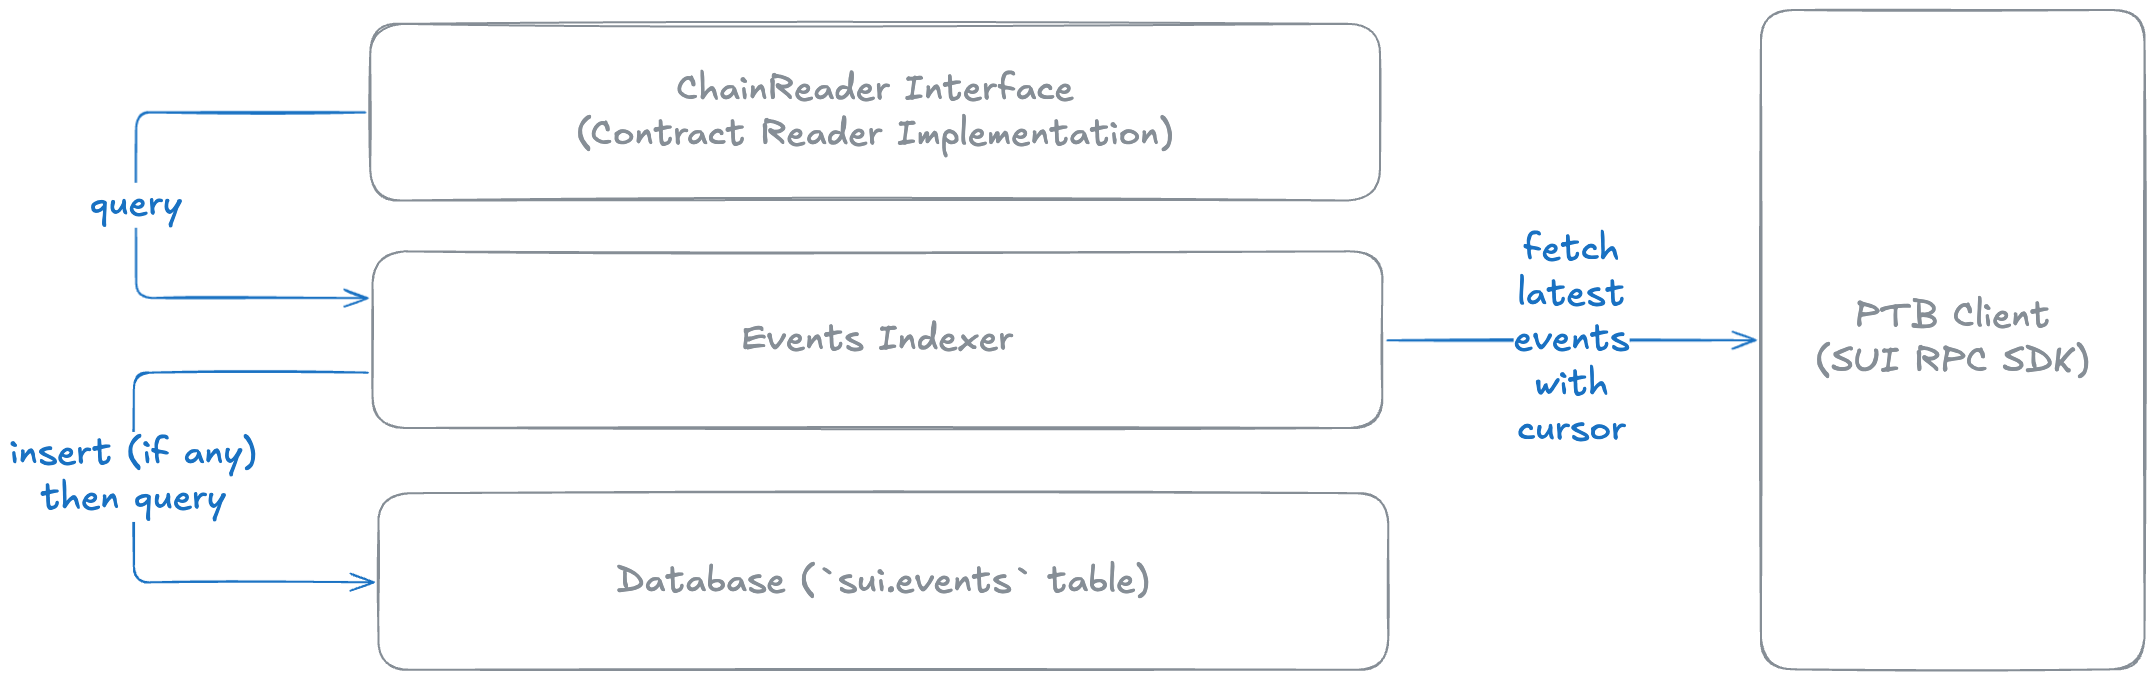 ChainReader Interface
(Contract Reader Implementation)
query
Events Indexer
fetch
latest
events
with
cursor
PTB Client
(SUI RPC SDK)
insert (if any)
then query
Database (`sui.events` table)